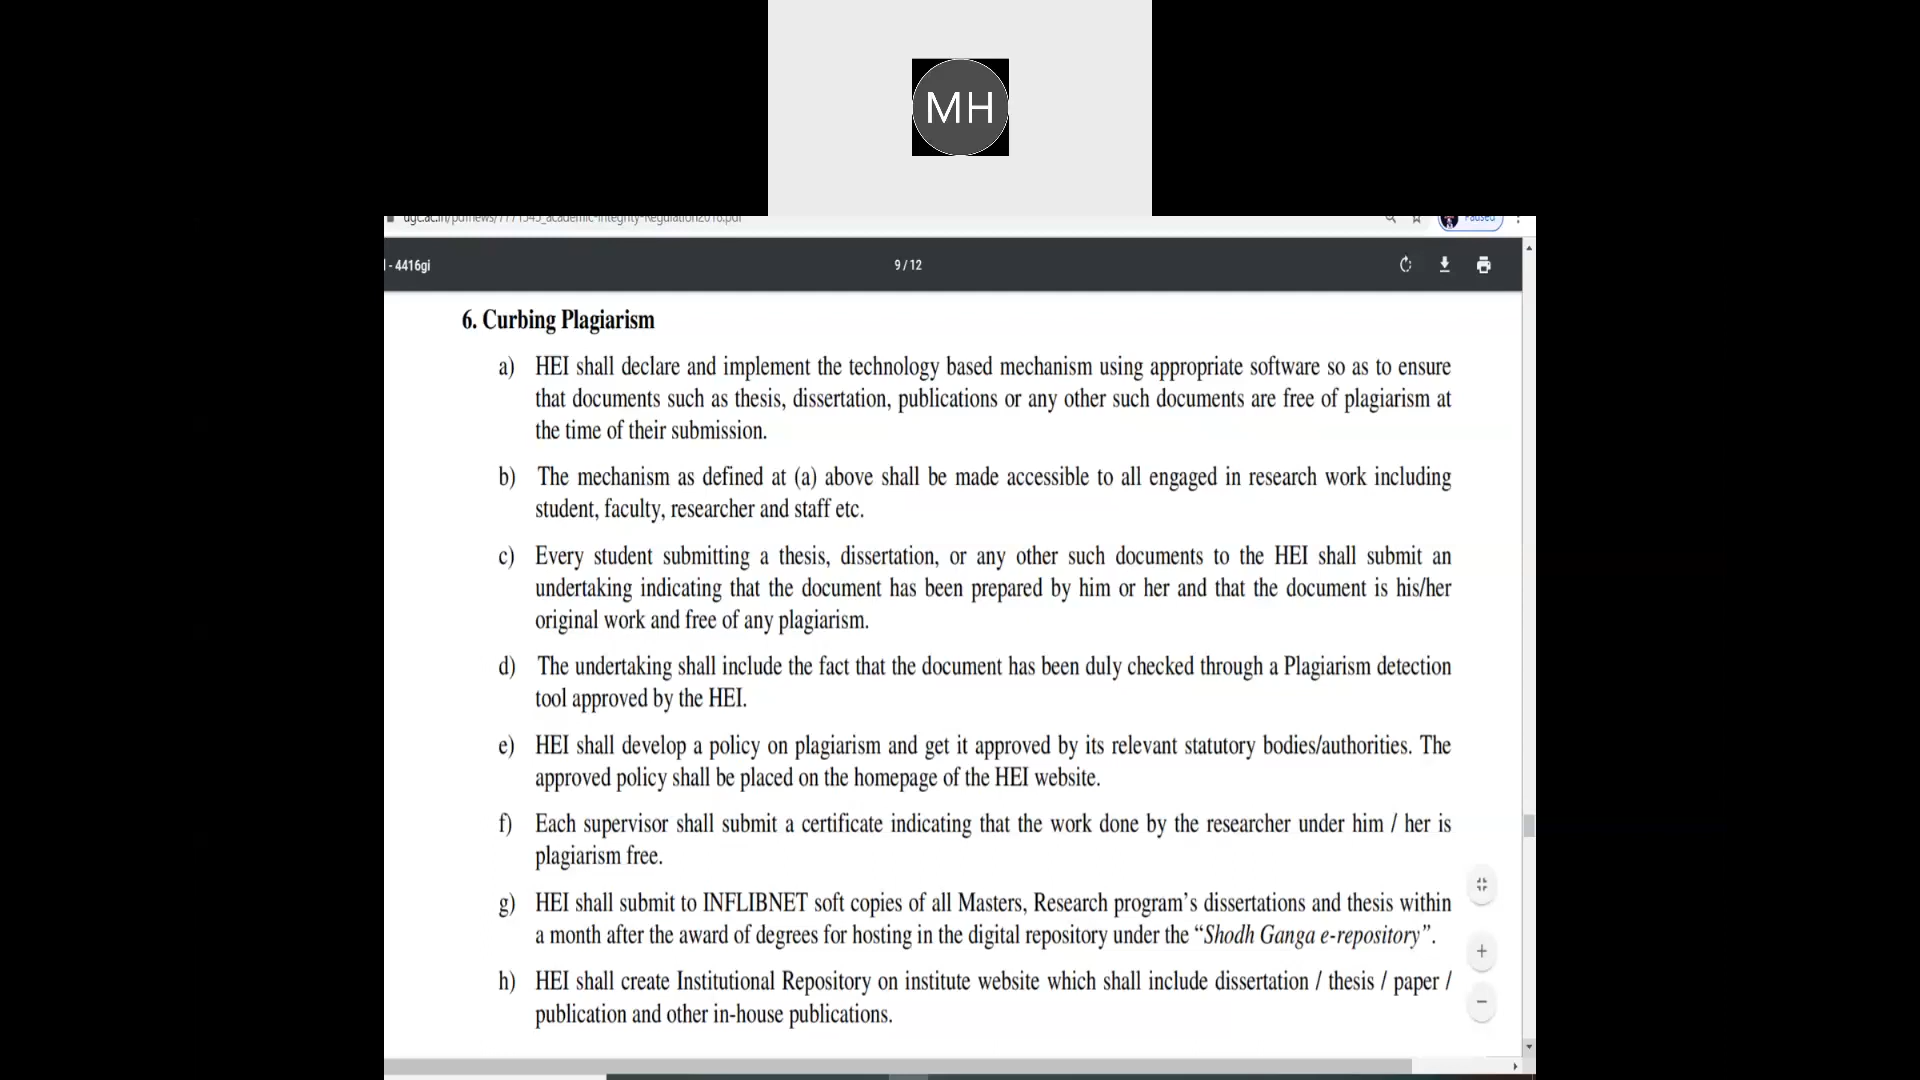 MH
ugc.ac.in/pdfnews/7771545_academic-integrity-Regulation2018.pdf
Paused
- 4416gi
9 / 12
6. Curbing Plagiarism
a) HEI shall declare and implement the technology based mechanism using appropriate software so as to ensure
that documents such as thesis, dissertation, publications or any other such documents are free of plagiarism at
the time of their submission.
b) The mechanism as defined at (a) above shall be made accessible to all engaged in research work including
student, faculty, researcher and staff etc.
c) Every student submitting a thesis, dissertation, or any other such documents to the HEI shall submit an
undertaking indicating that the document has been prepared by him or her and that the document is his/her
original work and free of any plagiarism.
d) The undertaking shall include the fact that the document has been duly checked through a Plagiarism detection
tool approved by the HEI.
e) HEI shall develop a policy on plagiarism and get it approved by its relevant statutory bodies/authorities. The
approved policy shall be placed on the homepage of the HEI website.
f) Each supervisor shall submit a certificate indicating that the work done by the researcher under him / her is
plagiarism free.
g) HEI shall submit to INFLIBNET soft copies of all Masters, Research program’s dissertations and thesis within
a month after the award of degrees for hosting in the digital repository under the “Shodh Ganga e-repository”.
h) HEI shall create Institutional Repository on institute website which shall include dissertation / thesis / paper /
publication and other in-house publications.